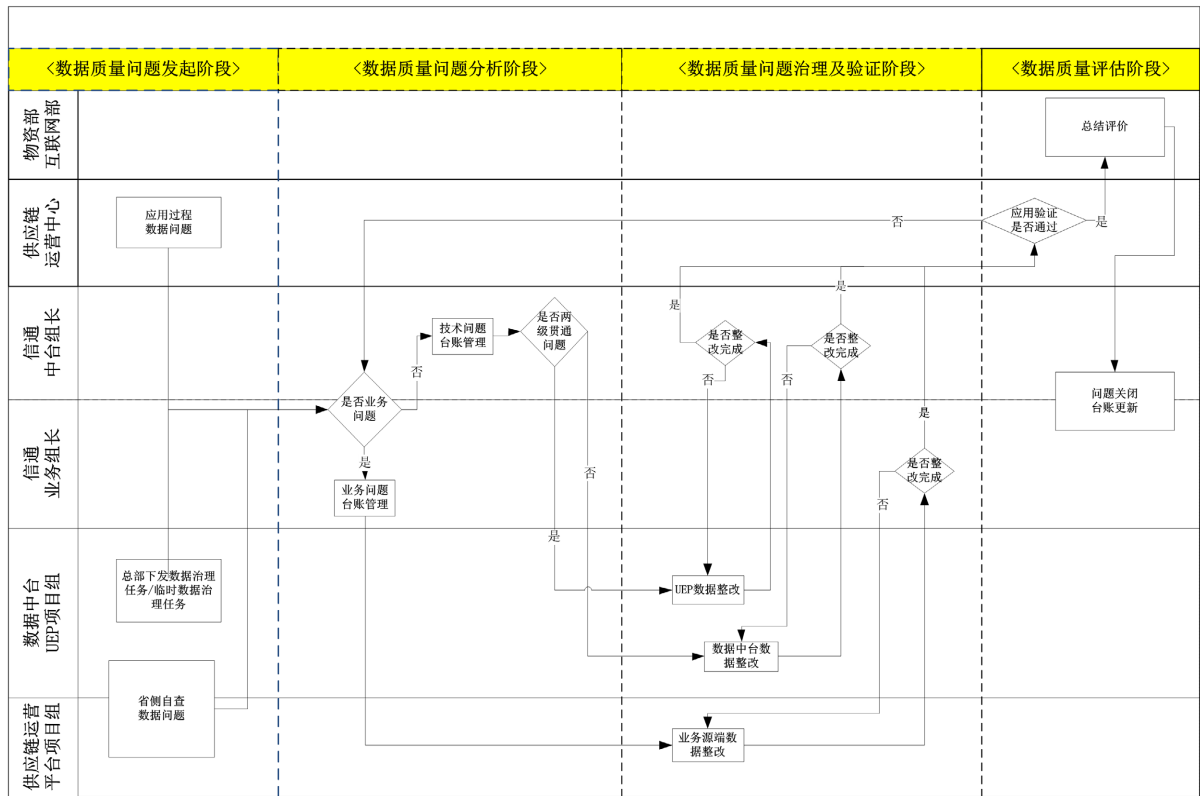 <数据质量问题发起阶段>
<数据质量问题分析阶段>
<数据质量问题治理及验证阶段>
<数据质量评估阶段>
物资部
互联网部
总结评价
供应链
运营中心
应用过程
数据问题
否
应用验证
是否通过
是
信通
中台组长
技术问题
台账管理
是否两
级贯通
问题
是
是否整
改完成
否
是
是否整
改完成
否
否
问题关闭
台账更新
信通
业务组长
是否业务
问题
是
业务问题
台账管理
否
是
是否整
改完成
否
数据中台
UEP项目组
总部下发数据治理
任务/临时数据治
理任务
是
UEP数据整改
数据中台数
据整改
供应链运营
平台项目组
省侧自查
数据问题
业务源端数
据整改